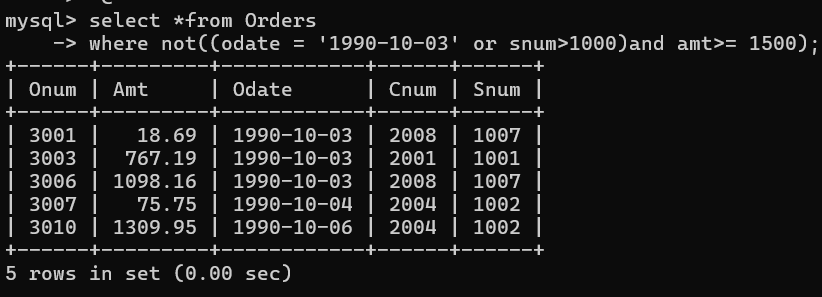 mysql> select *from Orders
    -> where not((odate = '1990-10-03' or snum>1000)and amt>= 1500);
+------+---------+------------+------+------+
| Onum | Amt     | Odate      | Cnum | Snum |
+------+---------+------------+------+------+
| 3001 |   18.69 | 1990-10-03 | 2008 | 1007 |
| 3003 |  767.19 | 1990-10-03 | 2001 | 1001 |
| 3006 | 1098.16 | 1990-10-03 | 2008 | 1007 |
| 3007 |   75.75 | 1990-10-04 | 2004 | 1002 |
| 3010 | 1309.95 | 1990-10-06 | 2004 | 1002 |
+------+---------+------------+------+------+
5 rows in set (0.00 sec)